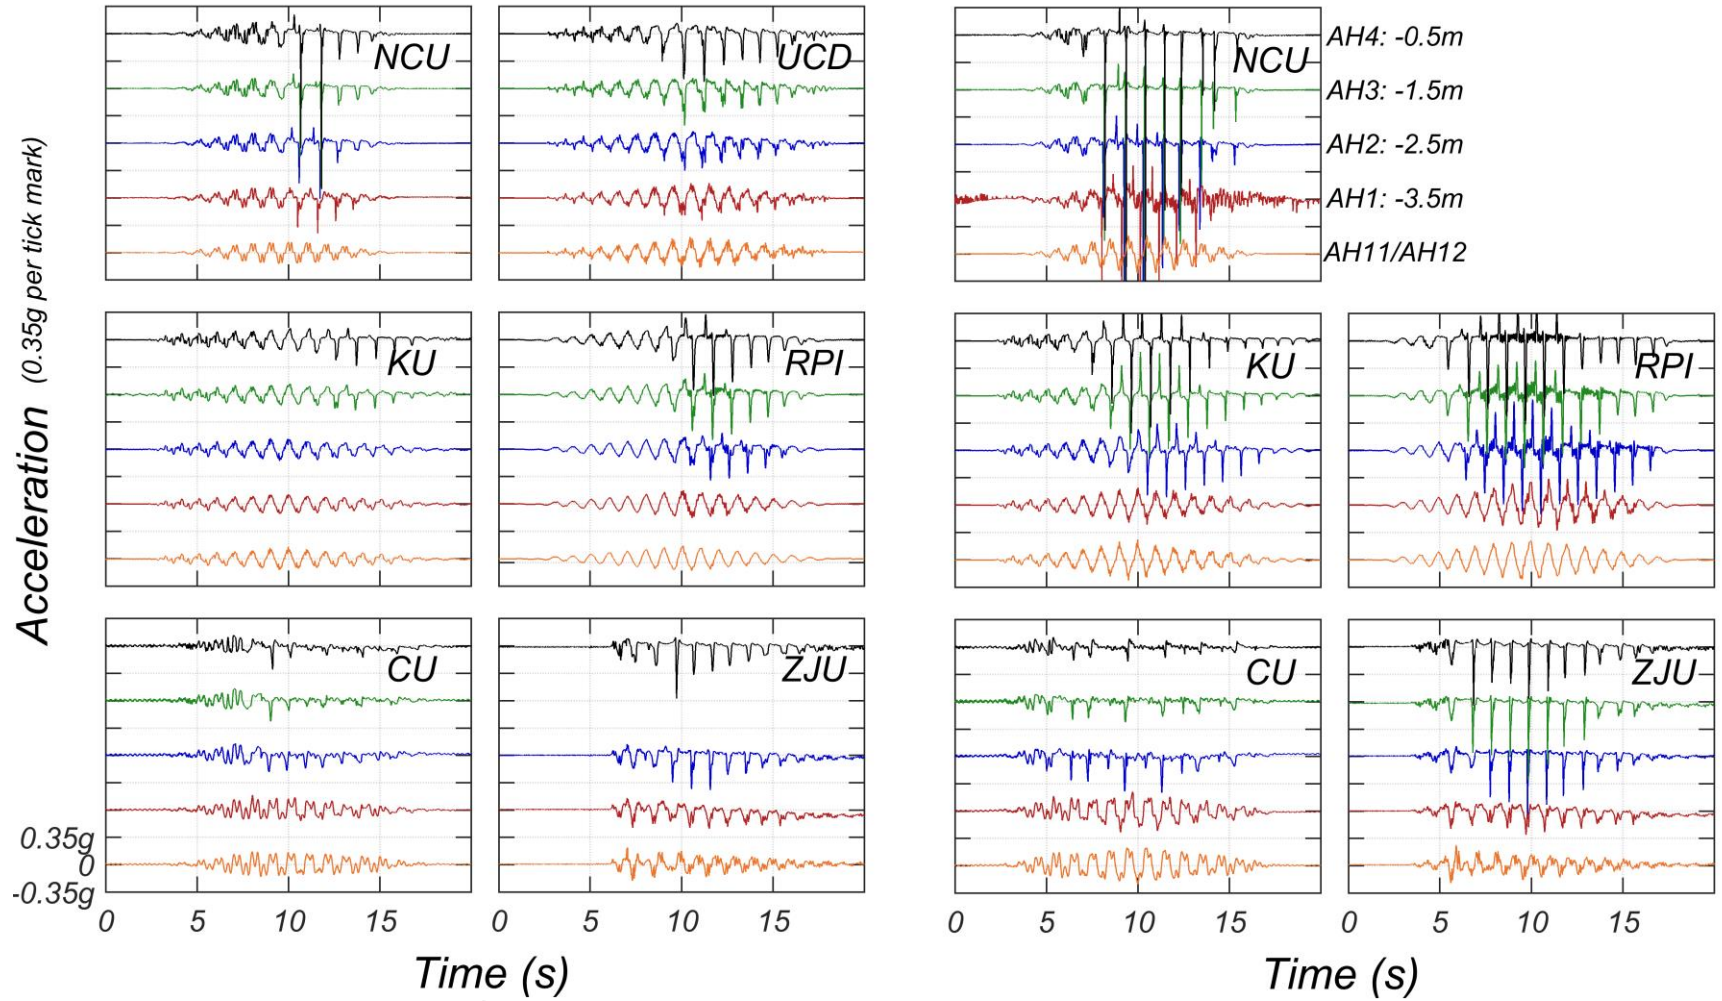 Acceleration (0.35g per tick mark)
NCU
UCD
NCU
AH4: -0.5m
AH3: -1.5m
AH2: -2.5m
AH1: -3.5m
AH11/AH12
KU
RPI
KU
RPI
CU
ZJU
CU
ZJU
0.35g
0
-0.35g
0 5 10 15
0 5 10 15
0 5 10 15
0 5 10 15
Time (s)
Time (s)